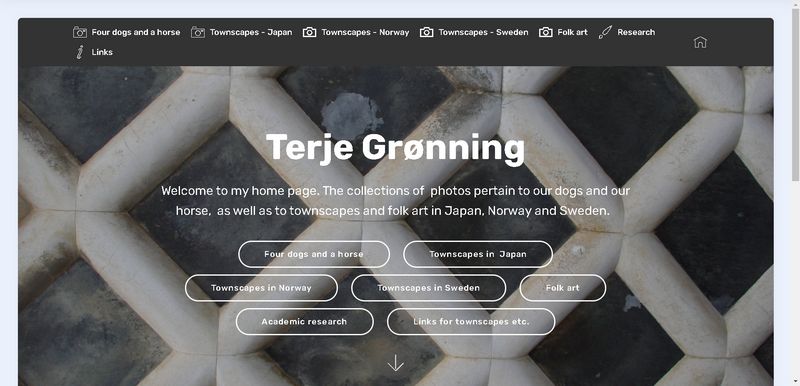 Four dogs and a horse Townscapes - Japan Townscapes - Norway Townscapes - Sweden Folk art Research
Links
Terje Grønning
Welcome to my home page. The collections of photos pertain to our dogs and our
horse, as well as to townscapes and folk art in Japan, Norway and Sweden.
Four dogs and a horse Townscapes in Japan
Townscapes in Norway Townscapes in Sweden Folk art
Academic research Links for townscapes etc.